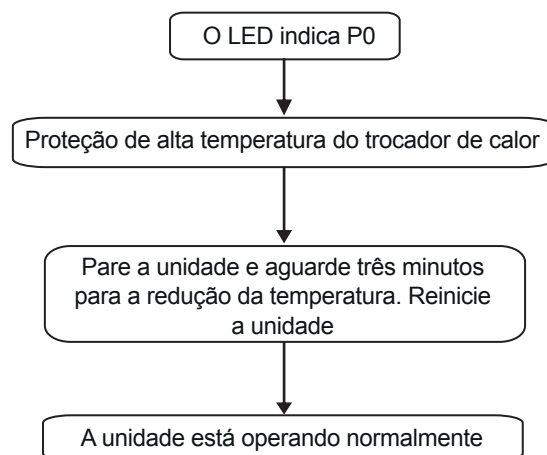 O LED indica P0
Proteção de alta temperatura do trocador de calor
Pare a unidade e aguarde três minutos
para a redução da temperatura. Reinicie
a unidade
A unidade está operando normalmente